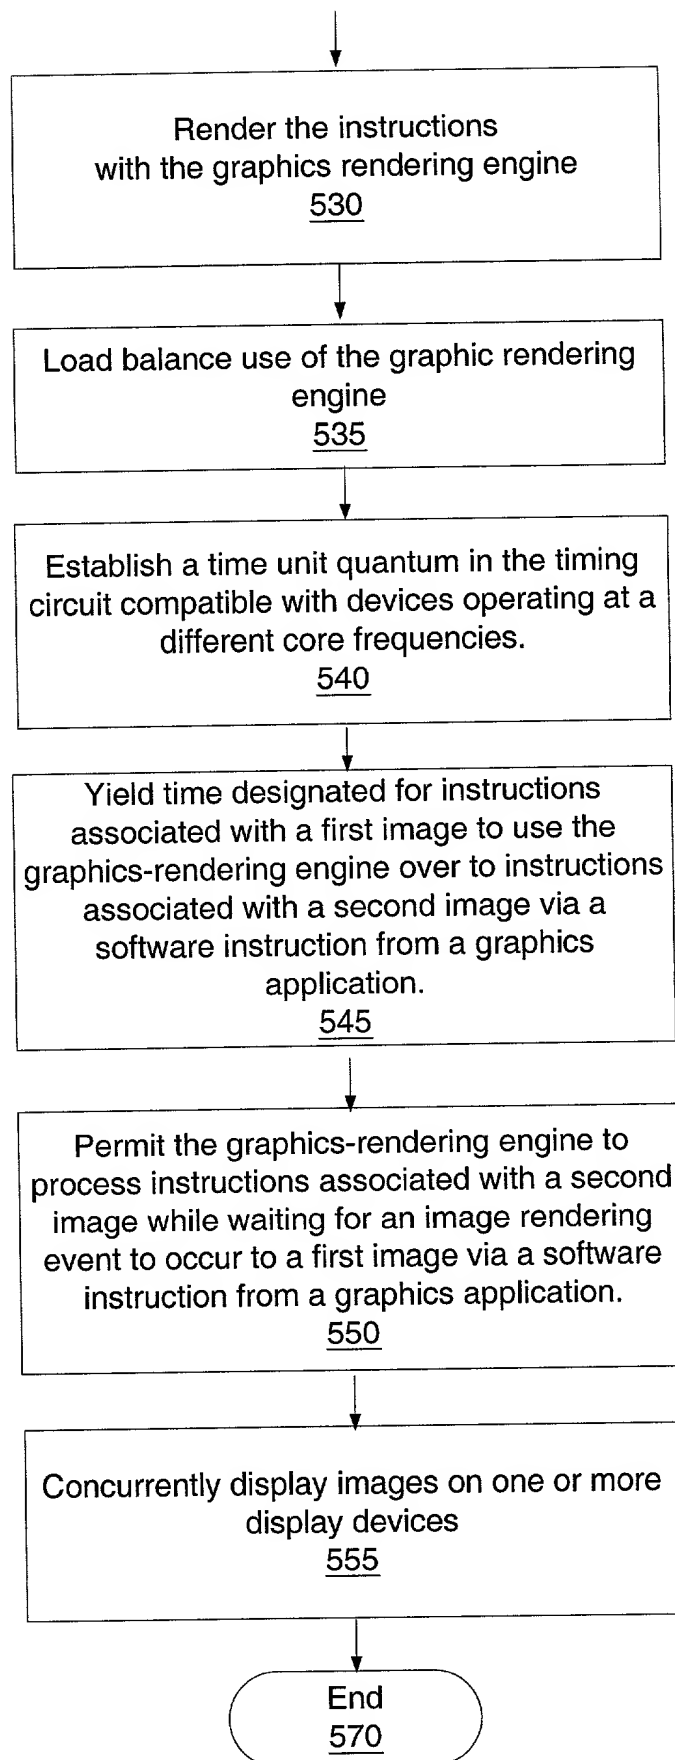 Render the instructions
with the graphics rendering engine
530
Load balance use of the graphic rendering
engine
535
Establish a time unit quantum in the timing
circuit compatible with devices operating at a
different core frequencies.
540
Yield time designated for instructions
associated with a first image to use the
graphics-rendering engine over to instructions
associated with a second image via a
software instruction from a graphics
application.
545
Permit the graphics-rendering engine to
process instructions associated with a second
image while waiting for an image rendering
event to occur to a first image via a software
instruction from a graphics application.
550
Concurrently display images on one or more
display devices
555
End
570